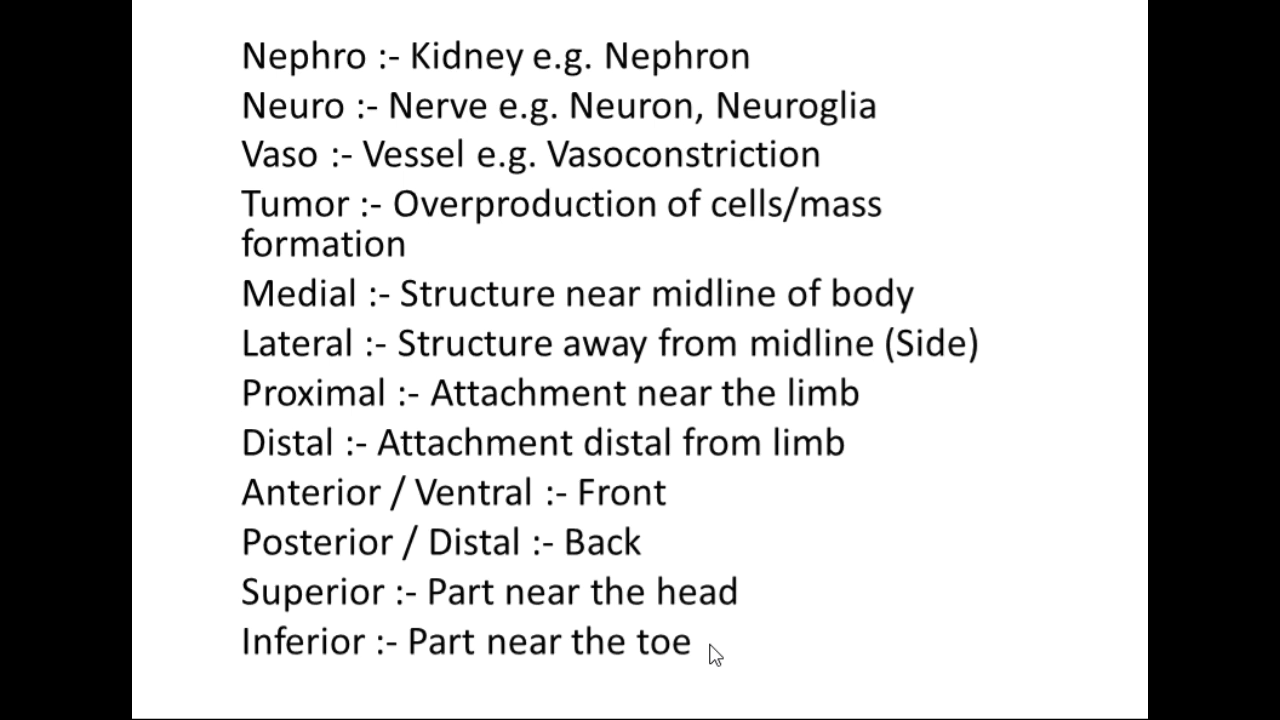 Nephro :- Kidney e.g. Nephron
Neuro :- Nerve e.g. Neuron, Neuroglia
Vaso :- Vessel e.g. Vasoconstriction
Tumor :- Overproduction of cells/mass
formation
Medial :- Structure near midline of body
Lateral :- Structure away from midline (Side)
Proximal :- Attachment near the limb
Distal :- Attachment distal from limb
Anterior / Ventral :- Front
Posterior / Distal :- Back
Superior :- Part near the head
Inferior :- Part near the toe